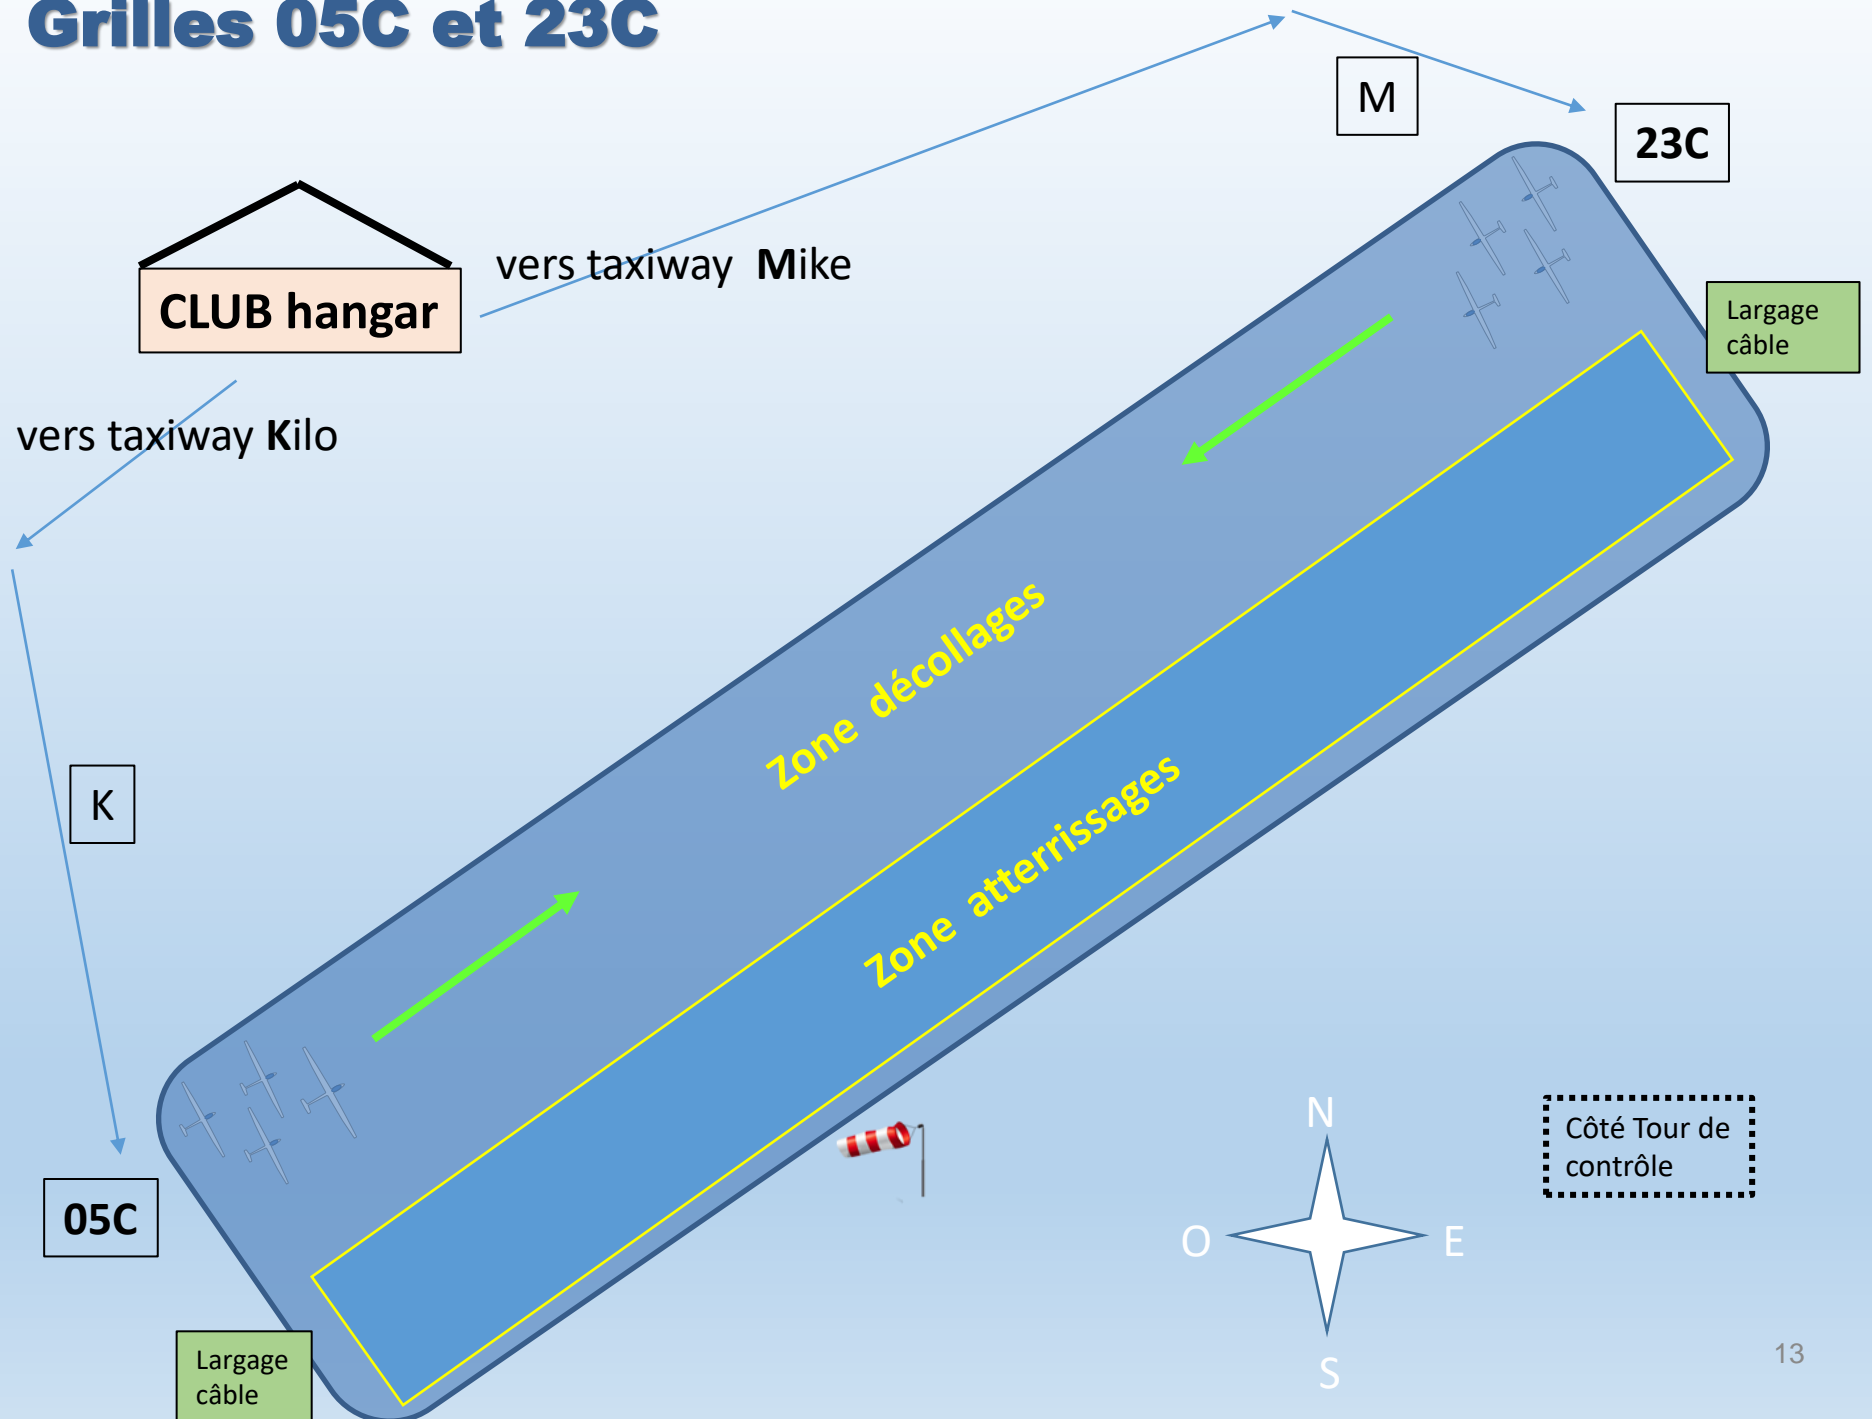 Grilles 05C et 23C
M
23C
vers taxiway Mike
CLUB hangar
Largage
câble
vers taxiway Kilo
Zone décollages
Zone atterrissages
K
N
Côté Tour de
contrôle
05C
O
E
S
Largage
câble
13